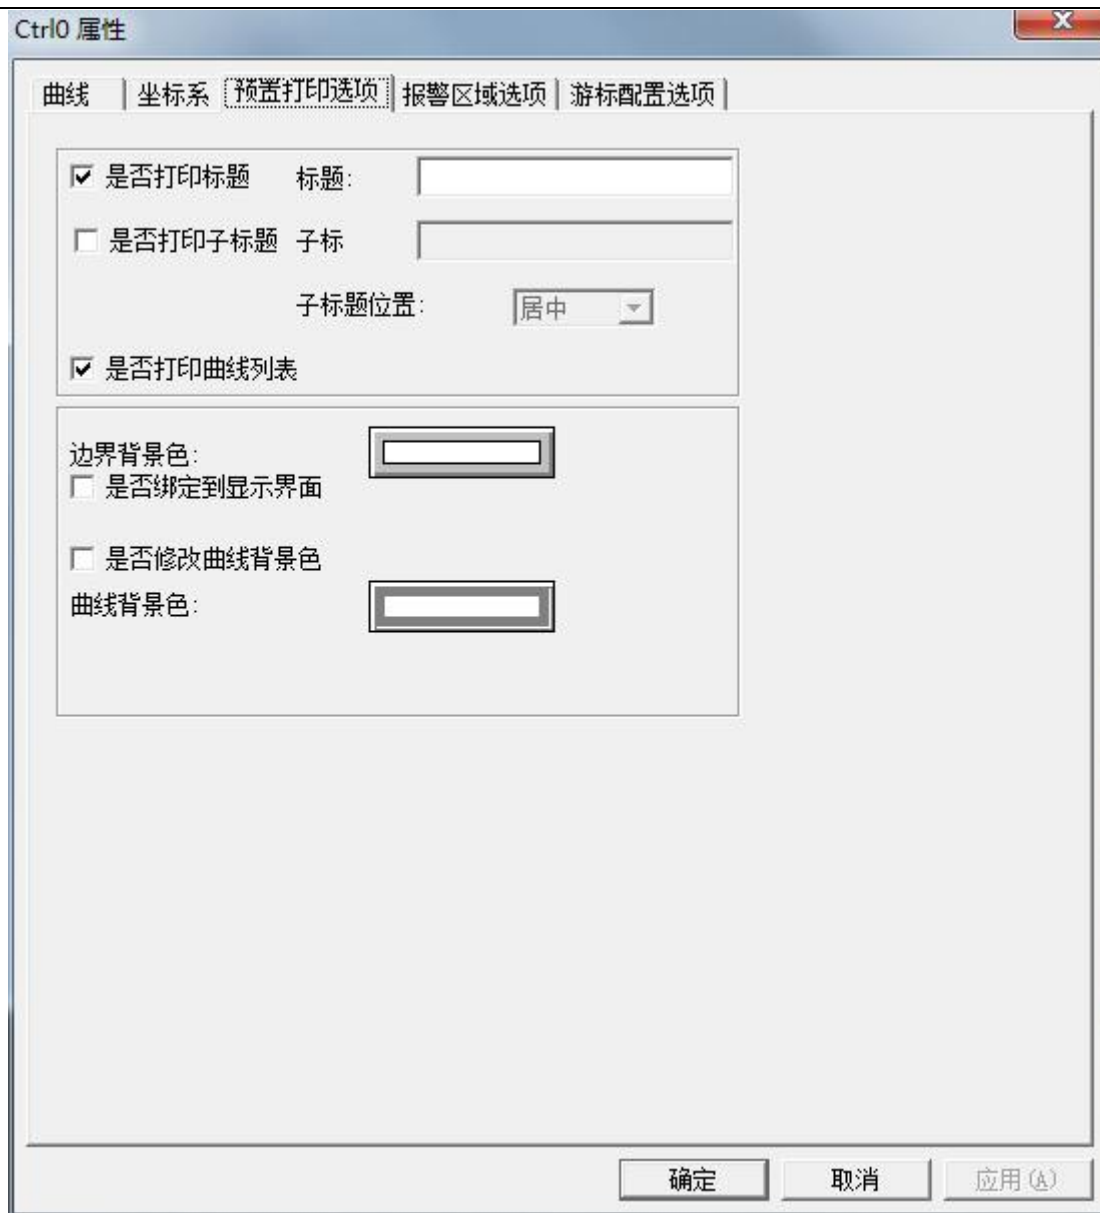 Ctrl0 属性
曲线 坐标系 预置打印选项 报警区域选项 游标配置选项
是否打印标题 标题:
是否打印子标题 子标
子标题位置: 居中
是否打印曲线列表
边界背景色:
是否绑定到显示界面
是否修改曲线背景色
曲线背景色:
确定 取消 应用(A)